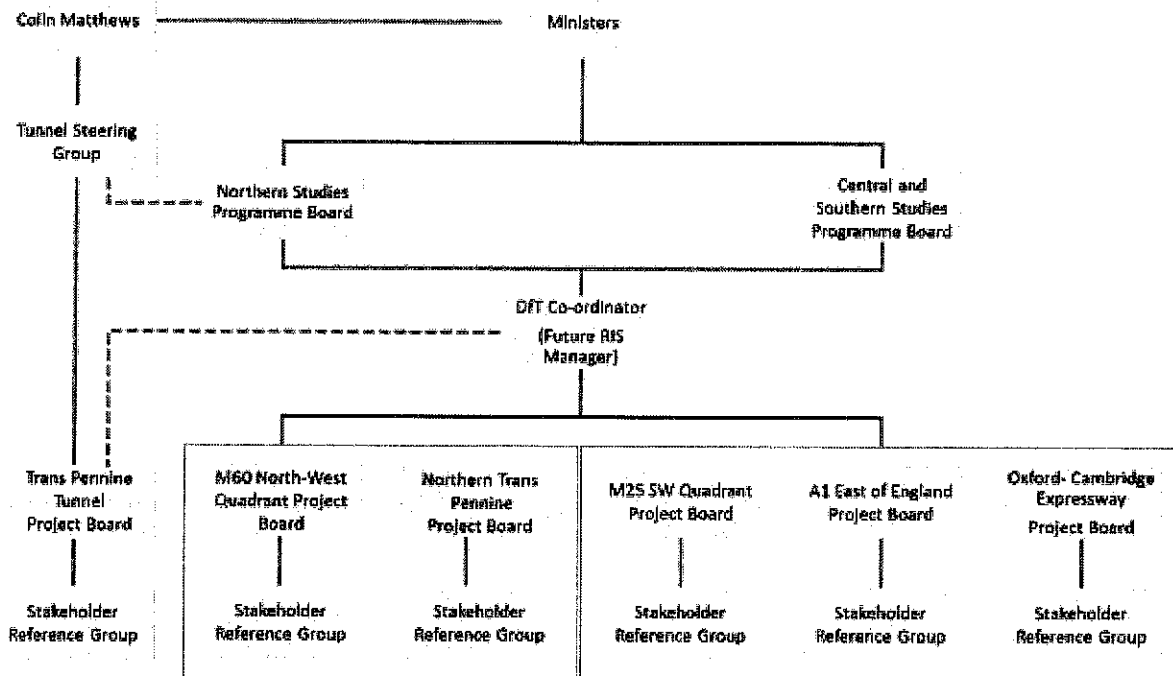 Colin Matthews
Ministers
Tunnel Steering
Group
Northern Studies
Programme Board
Central and
Southern Studies
Programme Board
DfT Co-ordinator
(Future RIS
Manager)
Trans Pennine
Tunnel
Project Board
M60 North-West
Quadrant Project
Board
Northern Trans
Pennine
Project Board
M25 SW Quadrant
Project Board
A1 East of England
Project Board
Oxford- Cambridge
Expressway
Project Board
Stakeholder
Reference Group
Stakeholder
Reference Group
Stakeholder
Reference Group
Stakeholder
Reference Group
Stakeholder
Reference Group
Stakeholder
Reference Group